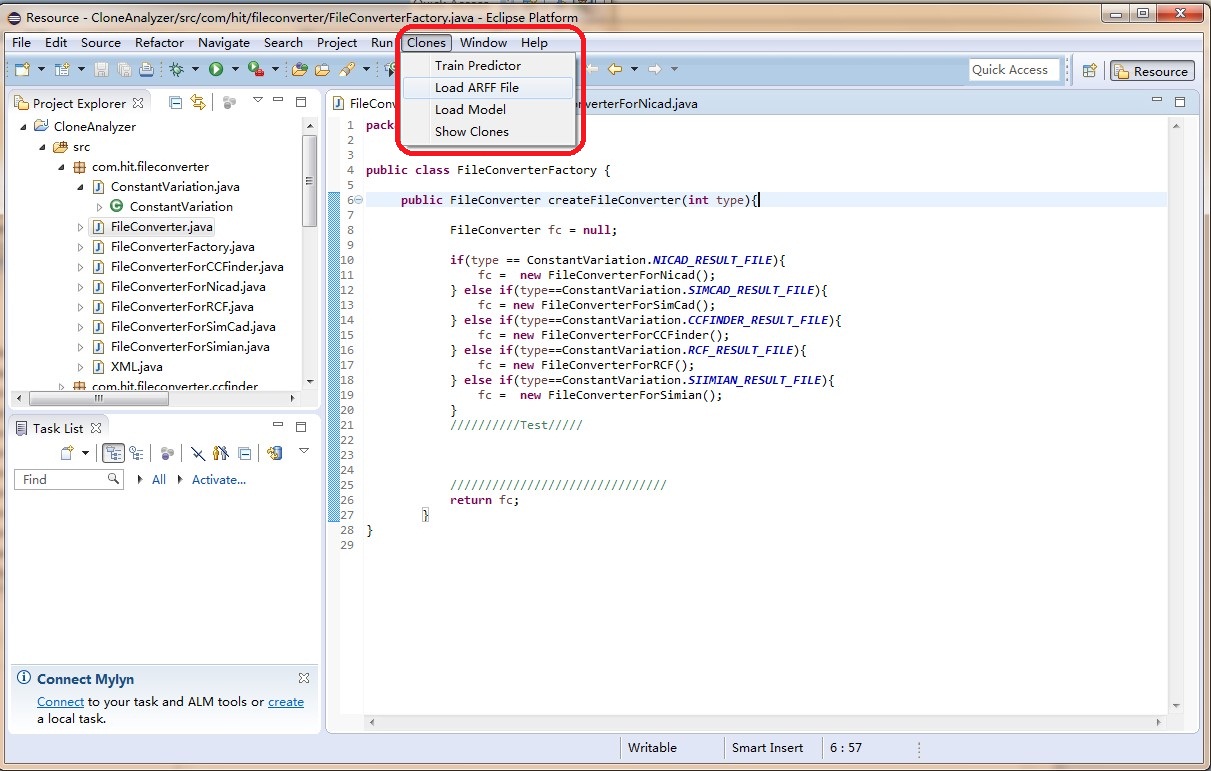 Resource - CloneAnalyzer/src/com/hit/fileconverter/FileConverterFactory.java - Eclipse Platform
File Edit Source Refactor Navigate Search Project Run Clones Window Help
Train Predictor
Load ARFF File
Load Model
Show Clones
Quick Access
Resource
Project Explorer
CloneAnalyzer
src
com.hit.fileconverter
ConstantVariation.java
ConstantVariation
FileConverter.java
FileConverterFactory.java
FileConverterForCCFinder.java
FileConverterForNicad.java
FileConverterForRCF.java
FileConverterForSimCad.java
FileConverterForSimian.java
XML.java
com.hit.fileconverter.ccfinder
Task List
Find
All
Activate...
Connect Mylyn
Connect to your task and ALM tools or create
a local task.
FileConv
nverterForNicad.java
1 pack
2
3
4 public class FileConverterFactory {
5
6 public FileConverter createFileConverter(int type){
7
8 FileConverter fc = null;
9
10 if(type == ConstantVariation.NICAD_RESULT_FILE){
11 fc =  new FileConverterForNicad();
12 } else if(type==ConstantVariation.SIMCAD_RESULT_FILE){
13 fc = new FileConverterForSimCad();
14 } else if(type==ConstantVariation.CCFINDER_RESULT_FILE){
15 fc = new FileConverterForCCFinder();
16 } else if(type==ConstantVariation.RCF_RESULT_FILE){
17 fc = new FileConverterForRCF();
18 } else if(type==ConstantVariation.SIIMIAN_RESULT_FILE){
19 fc =  new FileConverterForSimian();
20 }
21 //////////Test/////
22
23
24
25 ///////////////////////////////
26 return fc;
27 }
28 }
29
Writable
Smart Insert
6 : 57